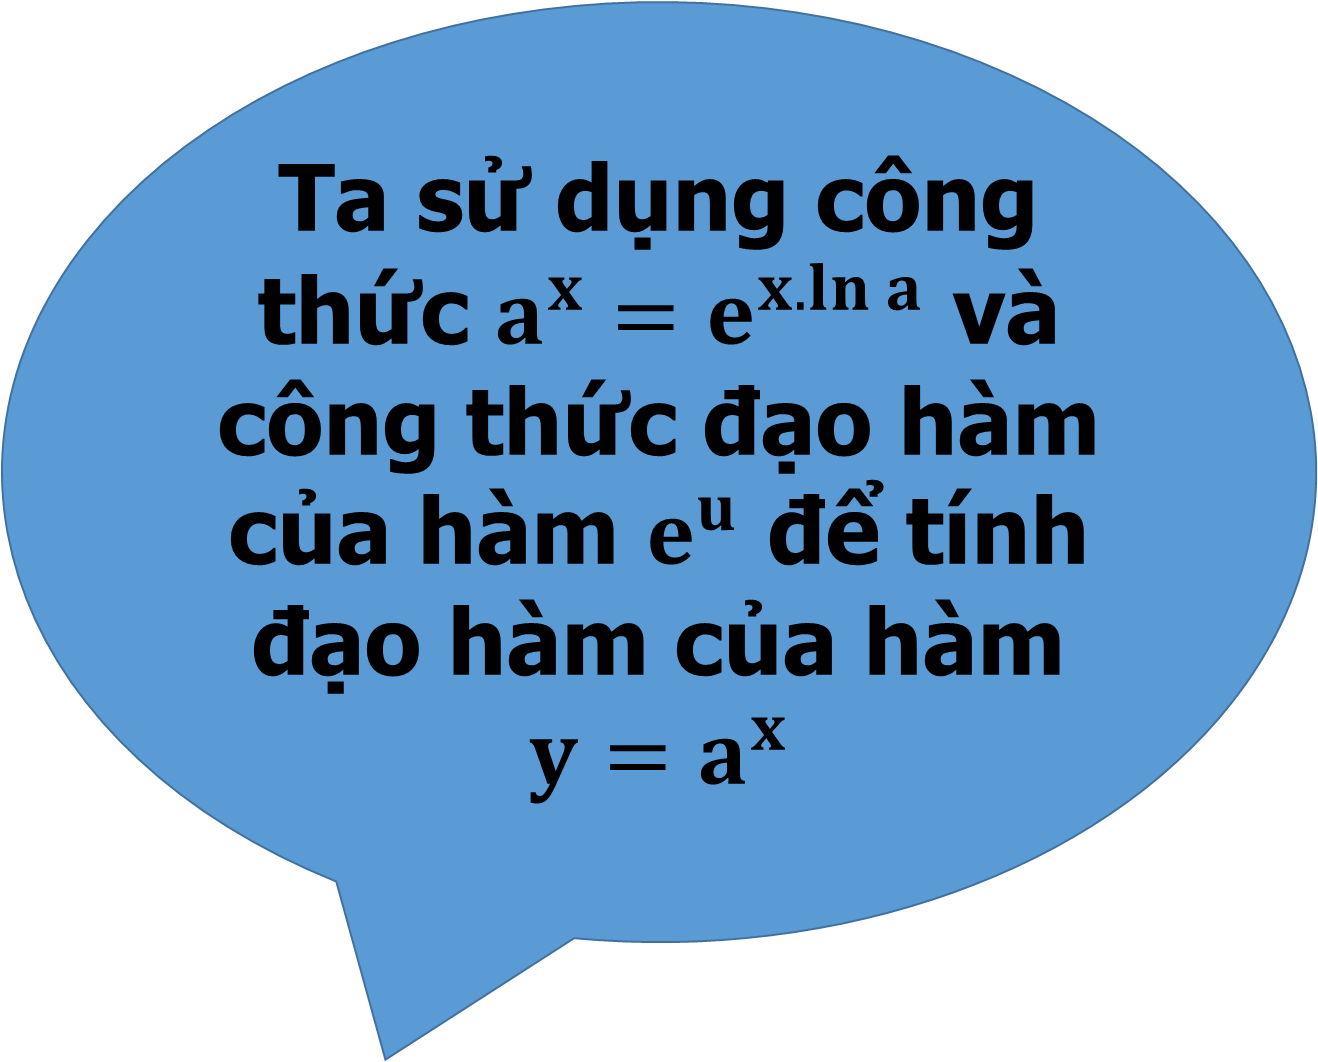 Ta sử dụng công
thức aˣ = e^{x.ln a} và
công thức đạo hàm
của hàm eᵘ để tính
đạo hàm của hàm
y = aˣ